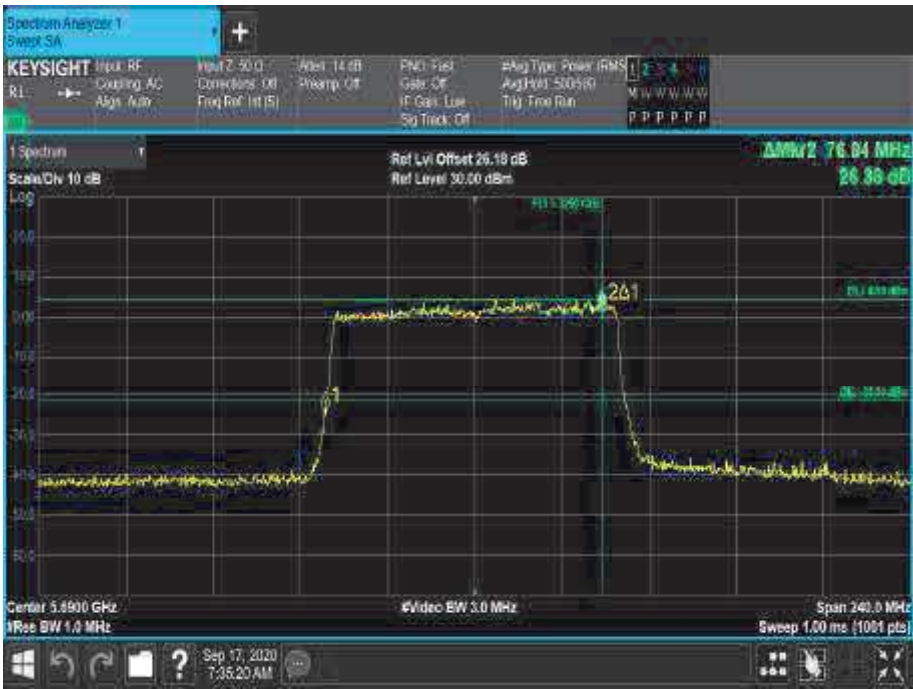 Spectrum Analyzer 1
Swept SA
+
KEYSIGHT Input: RF
RL
Coupling: AC
Align: Auto
Input Z: 50 Ω
Corrections: Off
Freq Ref: Int (S)
Atten: 14 dB
Preamp: Off
PNO: Fast
Gate: Off
IF Gain: Low
Sig Track: Off
#Avg Type: Power (RMS
Avg|Hold: 500/500
Trig: Free Run
1 2 3 4 5 6
M W W W W W
P P P P P P
1 Spectrum
Scale/Div 10 dB
Ref Lvl Offset 26.18 dB
Ref Level 30.00 dBm
ΔMkr2 76.04 MHz
Log
2Δ1
1
Center 5.6900 GHz
#Res BW 1.0 MHz
#Video BW 3.0 MHz
Span 240.0 MHz
Sweep 1.00 ms (1001 pts)
?
Sep 17, 2020
7:35:20 AM